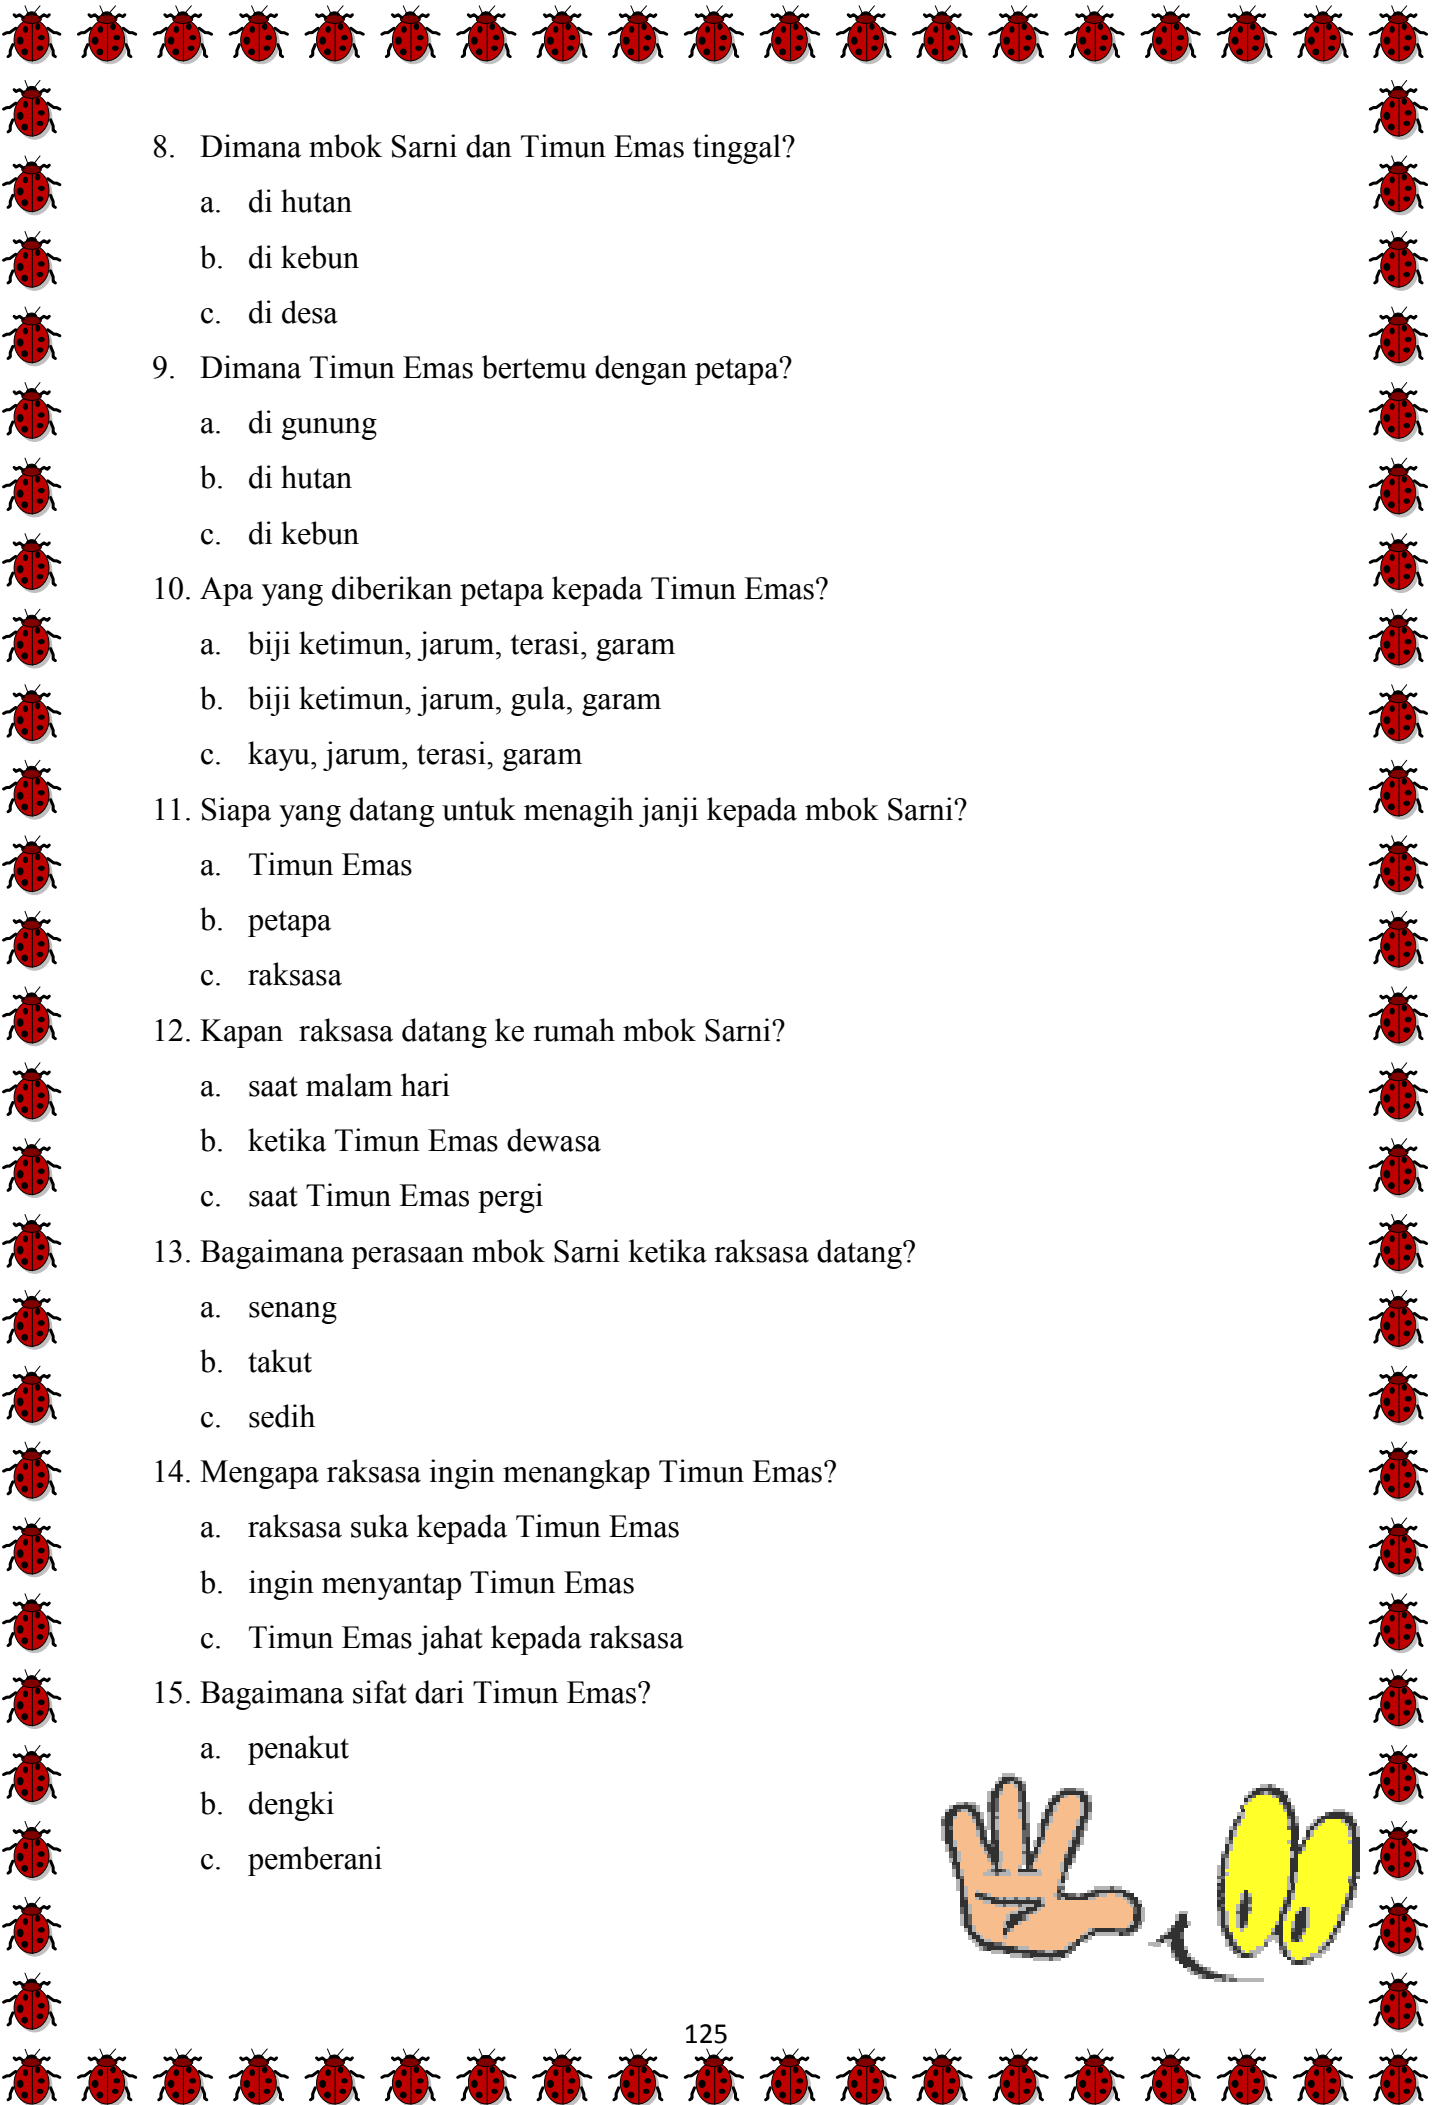 8. Dimana mbok Sarni dan Timun Emas tinggal?
a. di hutan
b. di kebun
c. di desa
9. Dimana Timun Emas bertemu dengan petapa?
a. di gunung
b. di hutan
c. di kebun
10. Apa yang diberikan petapa kepada Timun Emas?
a. biji ketimun, jarum, terasi, garam
b. biji ketimun, jarum, gula, garam
c. kayu, jarum, terasi, garam
11. Siapa yang datang untuk menagih janji kepada mbok Sarni?
a. Timun Emas
b. petapa
c. raksasa
12. Kapan  raksasa datang ke rumah mbok Sarni?
a. saat malam hari
b. ketika Timun Emas dewasa
c. saat Timun Emas pergi
13. Bagaimana perasaan mbok Sarni ketika raksasa datang?
a. senang
b. takut
c. sedih
14. Mengapa raksasa ingin menangkap Timun Emas?
a. raksasa suka kepada Timun Emas
b. ingin menyantap Timun Emas
c. Timun Emas jahat kepada raksasa
15. Bagaimana sifat dari Timun Emas?
a. penakut
b. dengki
c. pemberani
125